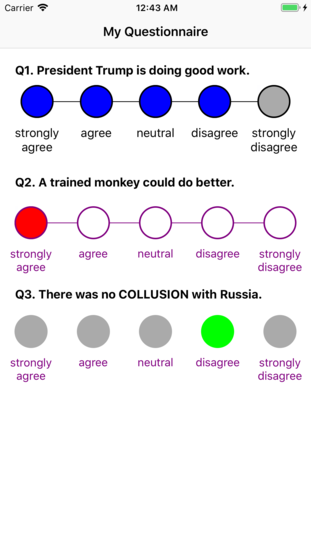 Carrier 12:43 AM
My Questionnaire
Q1. President Trump is doing good work.
strongly agree neutral disagree strongly
agree disagree
Q2. A trained monkey could do better.
strongly agree neutral disagree strongly
agree disagree
Q3. There was no COLLUSION with Russia.
strongly agree neutral disagree strongly
agree disagree